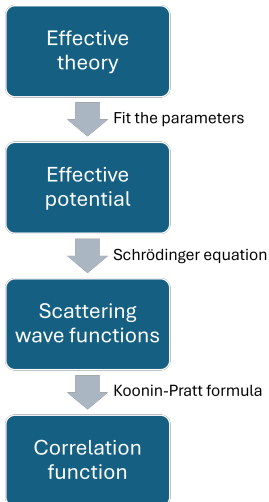 Effective
theory
Fit the parameters
Effective
potential
Schrödinger equation
Scattering
wave functions
Koonin-Pratt formula
Correlation
function